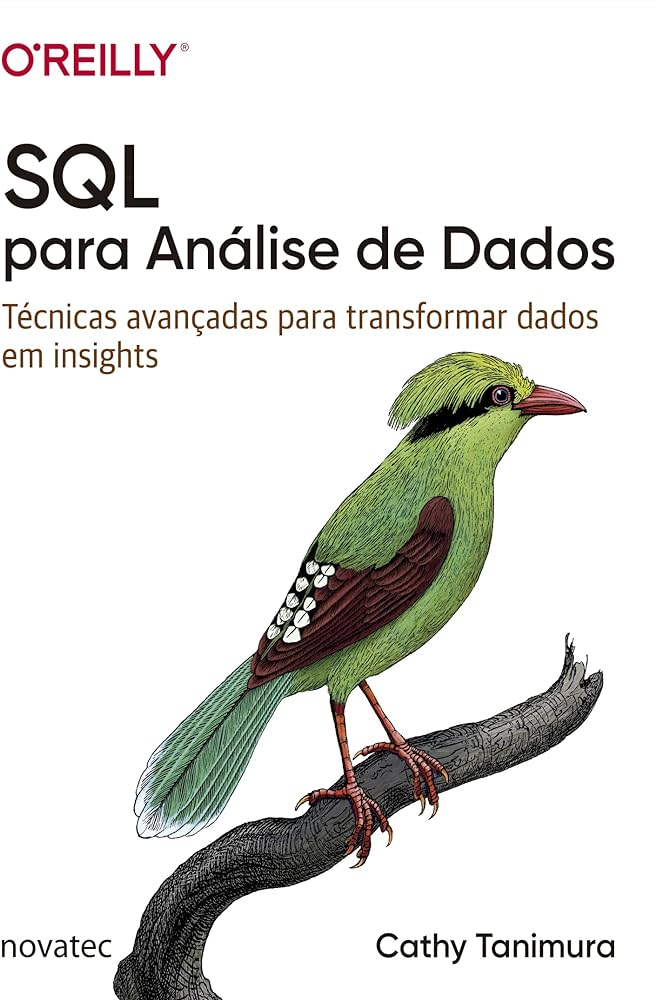 O'REILLY®
SQL
para Análise de Dados
Técnicas avançadas para transformar dados
em insights
novatec
Cathy Tanimura